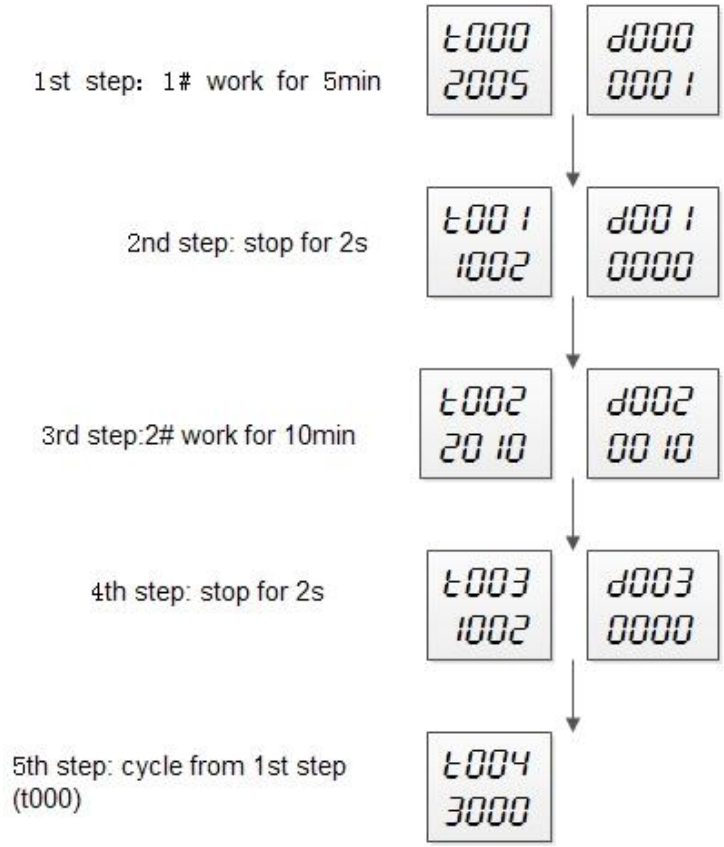 1st step: 1# work for 5min
t000 d000
2005 0001
2nd step: stop for 2s
t001 d001
1002 0000
3rd step:2# work for 10min
t002 d002
2010 0010
4th step: stop for 2s
t003 d003
1002 0000
5th step: cycle from 1st step
(t000)
t004
3000